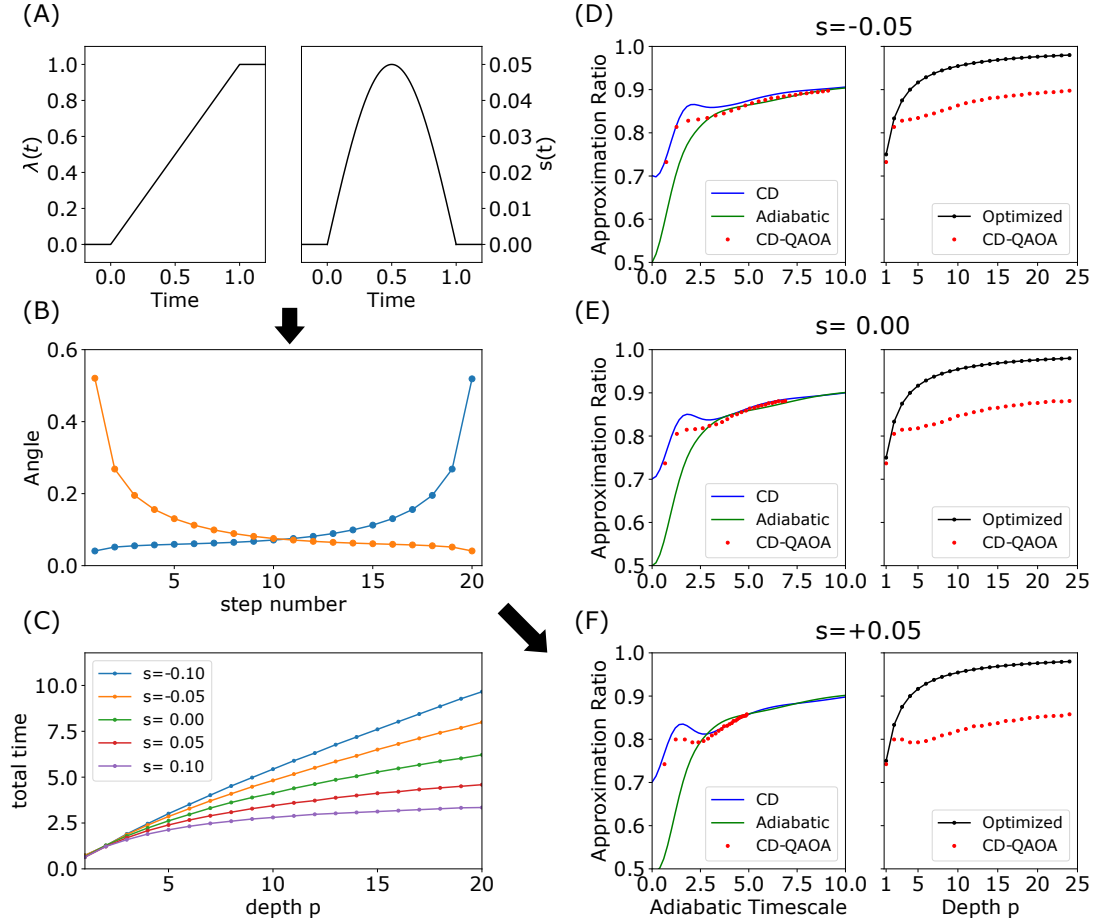 (A)
1.0
0.8
0.6
0.4
0.2
0.0
λ(t)
0.0
0.5
1.0
Time
0.05
0.04
0.03
0.02
0.01
0.00
s(t)
0.0
0.5
1.0
Time
(B)
0.6
0.4
0.2
0.0
Angle
5
10
15
20
step number
(C)
10.0
7.5
5.0
2.5
0.0
total time
s=-0.10
s=-0.05
s= 0.00
s= 0.05
s= 0.10
5
10
15
20
depth p
(D)
s=-0.05
1.0
0.9
0.8
0.7
0.6
0.5
Approximation Ratio
CD
Adiabatic
CD-QAOA
0.0
2.5
5.0
7.5
10.0
Optimized
CD-QAOA
1
5
10
15
20
25
(E)
s= 0.00
1.0
0.9
0.8
0.7
0.6
0.5
Approximation Ratio
CD
Adiabatic
CD-QAOA
0.0
2.5
5.0
7.5
10.0
Optimized
CD-QAOA
1
5
10
15
20
25
(F)
s=+0.05
1.0
0.9
0.8
0.7
0.6
0.5
Approximation Ratio
CD
Adiabatic
CD-QAOA
0.0
2.5
5.0
7.5
10.0
Adiabatic Timescale
Optimized
CD-QAOA
1
5
10
15
20
25
Depth p